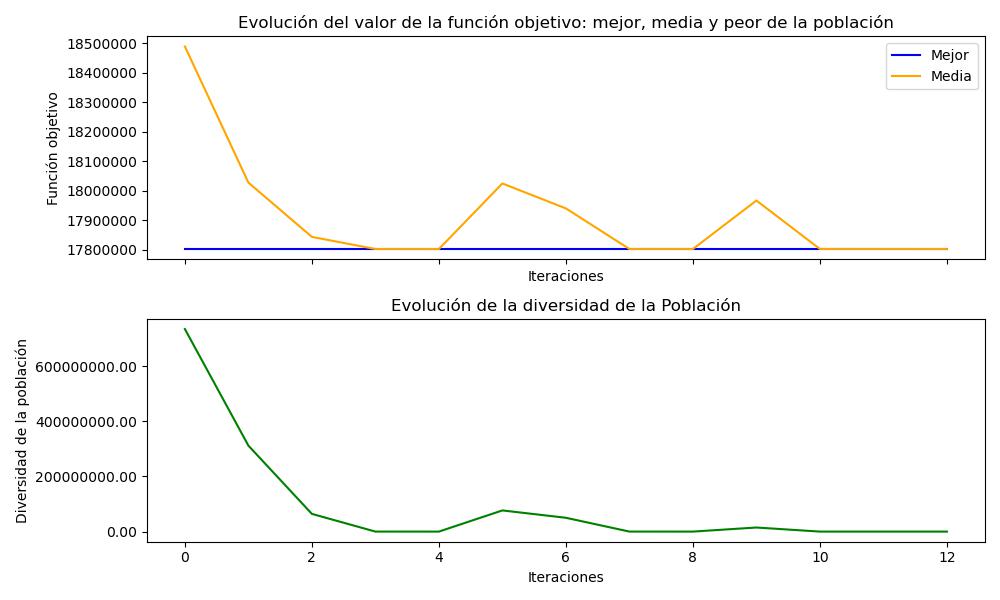 Evolución del valor de la función objetivo: mejor, media y peor de la población
18500000
18400000
18300000
18200000
18100000
18000000
17900000
17800000
Función objetivo
Mejor
Media
Iteraciones
Evolución de la diversidad de la Población
600000000.00
400000000.00
200000000.00
0.00
Diversidad de la población
0 2 4 6 8 10 12
Iteraciones